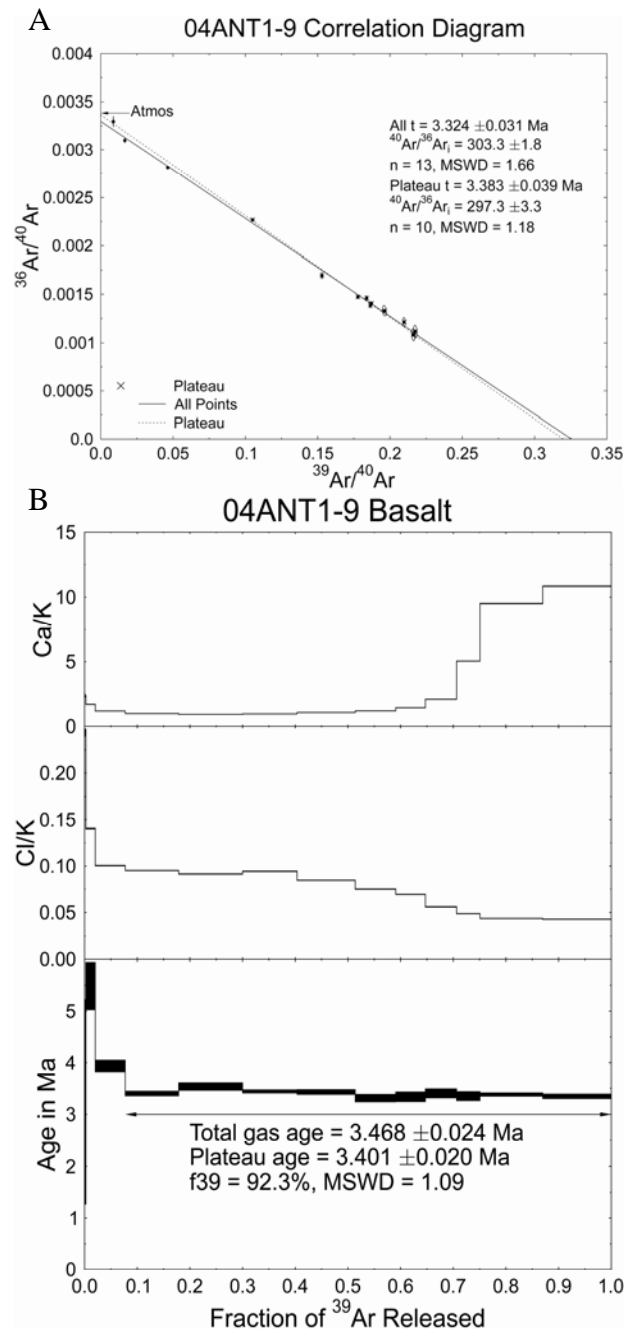 A
04ANT1-9 Correlation Diagram
0.004
0.0035
0.003
0.0025
0.002
0.0015
0.001
0.0005
0.0
³⁶Ar/⁴⁰Ar
Atmos
All t = 3.324 ±0.031 Ma
⁴⁰Ar/³⁶Arᵢ = 303.3 ±1.8
n = 13, MSWD = 1.66
Plateau t = 3.383 ±0.039 Ma
⁴⁰Ar/³⁶Arᵢ = 297.3 ±3.3
n = 10, MSWD = 1.18
Plateau
All Points
Plateau
0.0 0.05 0.1 0.15 0.2 0.25 0.3 0.35
³⁹Ar/⁴⁰Ar
B
04ANT1-9 Basalt
15
10
5
0
Ca/K
0.20
0.15
0.10
0.05
0.00
Cl/K
5
4
3
2
1
0
Age in Ma
Total gas age = 3.468 ±0.024 Ma
Plateau age = 3.401 ±0.020 Ma
f39 = 92.3%, MSWD = 1.09
0.0 0.1 0.2 0.3 0.4 0.5 0.6 0.7 0.8 0.9 1.0
Fraction of ³⁹Ar Released